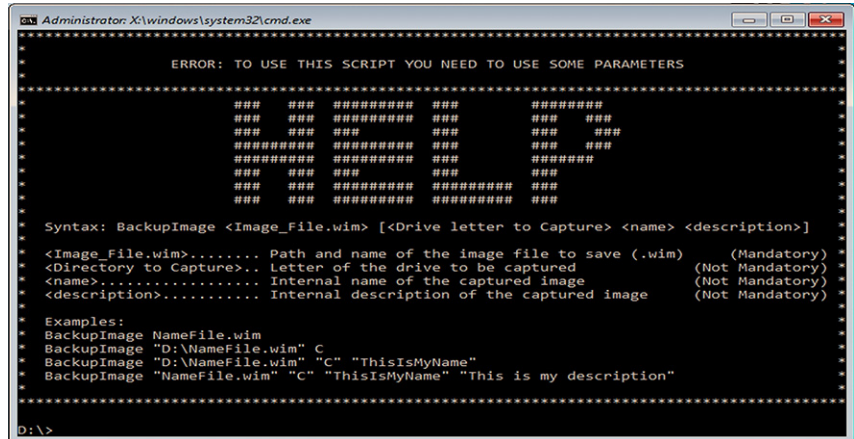 Administrator: X:\windows\system32\cmd.exe
ERROR: TO USE THIS SCRIPT YOU NEED TO USE SOME PARAMETERS
HELP
Syntax: BackupImage <Image_File.wim> [<Drive letter to Capture> <name> <description>]
<Image_File.wim>........ Path and name of the image file to save (.wim) (Mandatory)
<Directory to Capture>.. Letter of the drive to be captured (Not Mandatory)
<name>.................. Internal name of the captured image (Not Mandatory)
<description>........... Internal description of the captured image (Not Mandatory)
Examples:
BackupImage NameFile.wim
BackupImage "D:\NameFile.wim" C
BackupImage "D:\NameFile.wim" "C" "ThisIsMyName"
BackupImage "NameFile.wim" "C" "ThisIsMyName" "This is my description"
D:\>